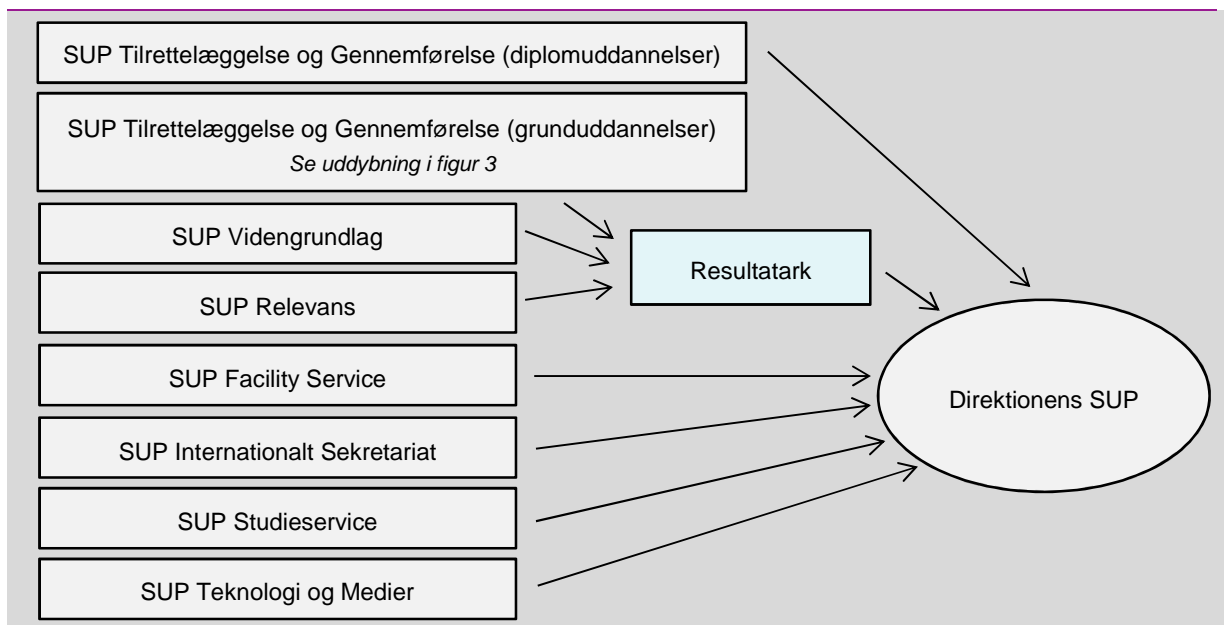 SUP Tilrettelæggelse og Gennemførelse (diplomuddannelser)
SUP Tilrettelæggelse og Gennemførelse (grunduddannelser)
Se uddybning i figur 3
SUP Videngrundlag
SUP Relevans
SUP Facility Service
SUP Internationalt Sekretariat
SUP Studieservice
SUP Teknologi og Medier
Resultatark
Direktionens SUP